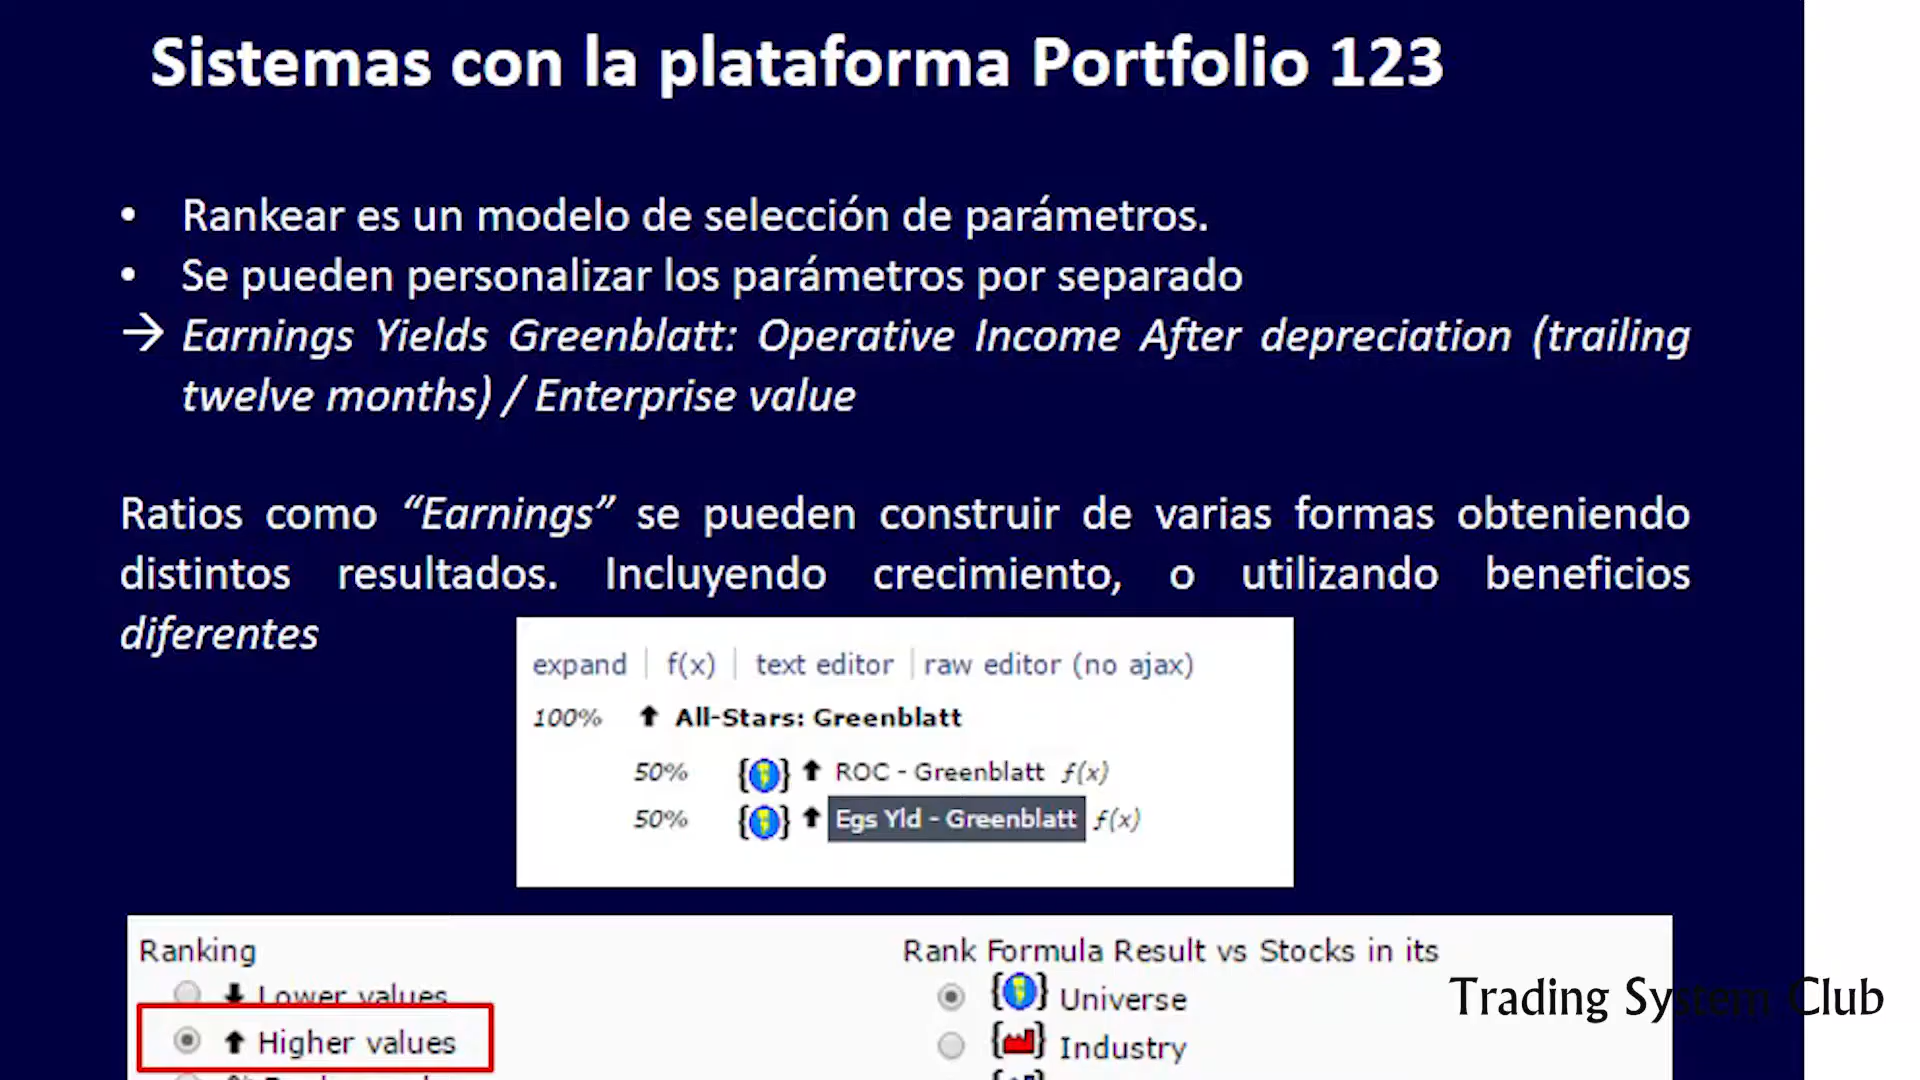 Sistemas con la plataforma Portfolio 123
• Rankear es un modelo de selección de parámetros.
• Se pueden personalizar los parámetros por separado
→ Earnings Yields Greenblatt: Operative Income After depreciation (trailing
twelve months) / Enterprise value
Ratios como “Earnings” se pueden construir de varias formas obteniendo
distintos resultados. Incluyendo crecimiento, o utilizando beneficios
diferentes
expand | f(x) | text editor | raw editor (no ajax)
100% All-Stars: Greenblatt
50% ROC - Greenblatt f(x)
50% Egs Yld - Greenblatt f(x)
Ranking
Lower values
Higher values
Rank Formula Result vs Stocks in its
Universe
Industry
Trading System Club